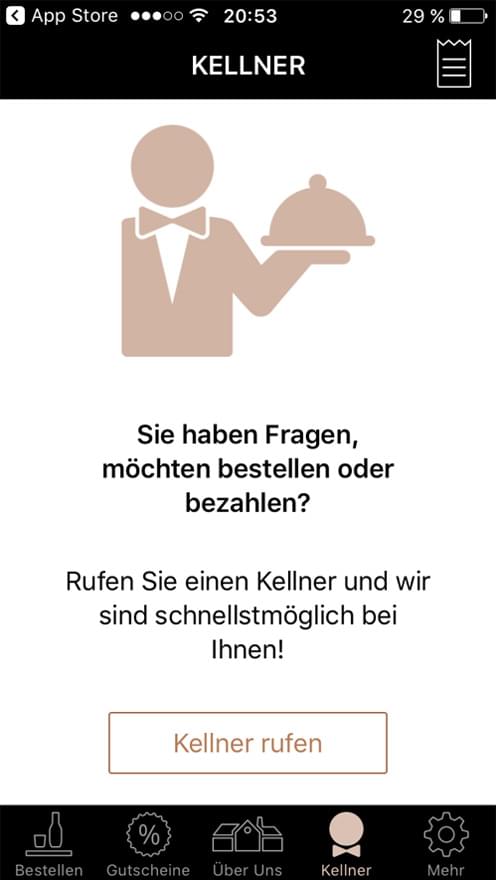 App Store 20:53 29 %
KELLNER
Sie haben Fragen,
möchten bestellen oder
bezahlen?
Rufen Sie einen Kellner und wir
sind schnellstmöglich bei
Ihnen!
Kellner rufen
%
Bestellen Gutscheine Über Uns Kellner Mehr